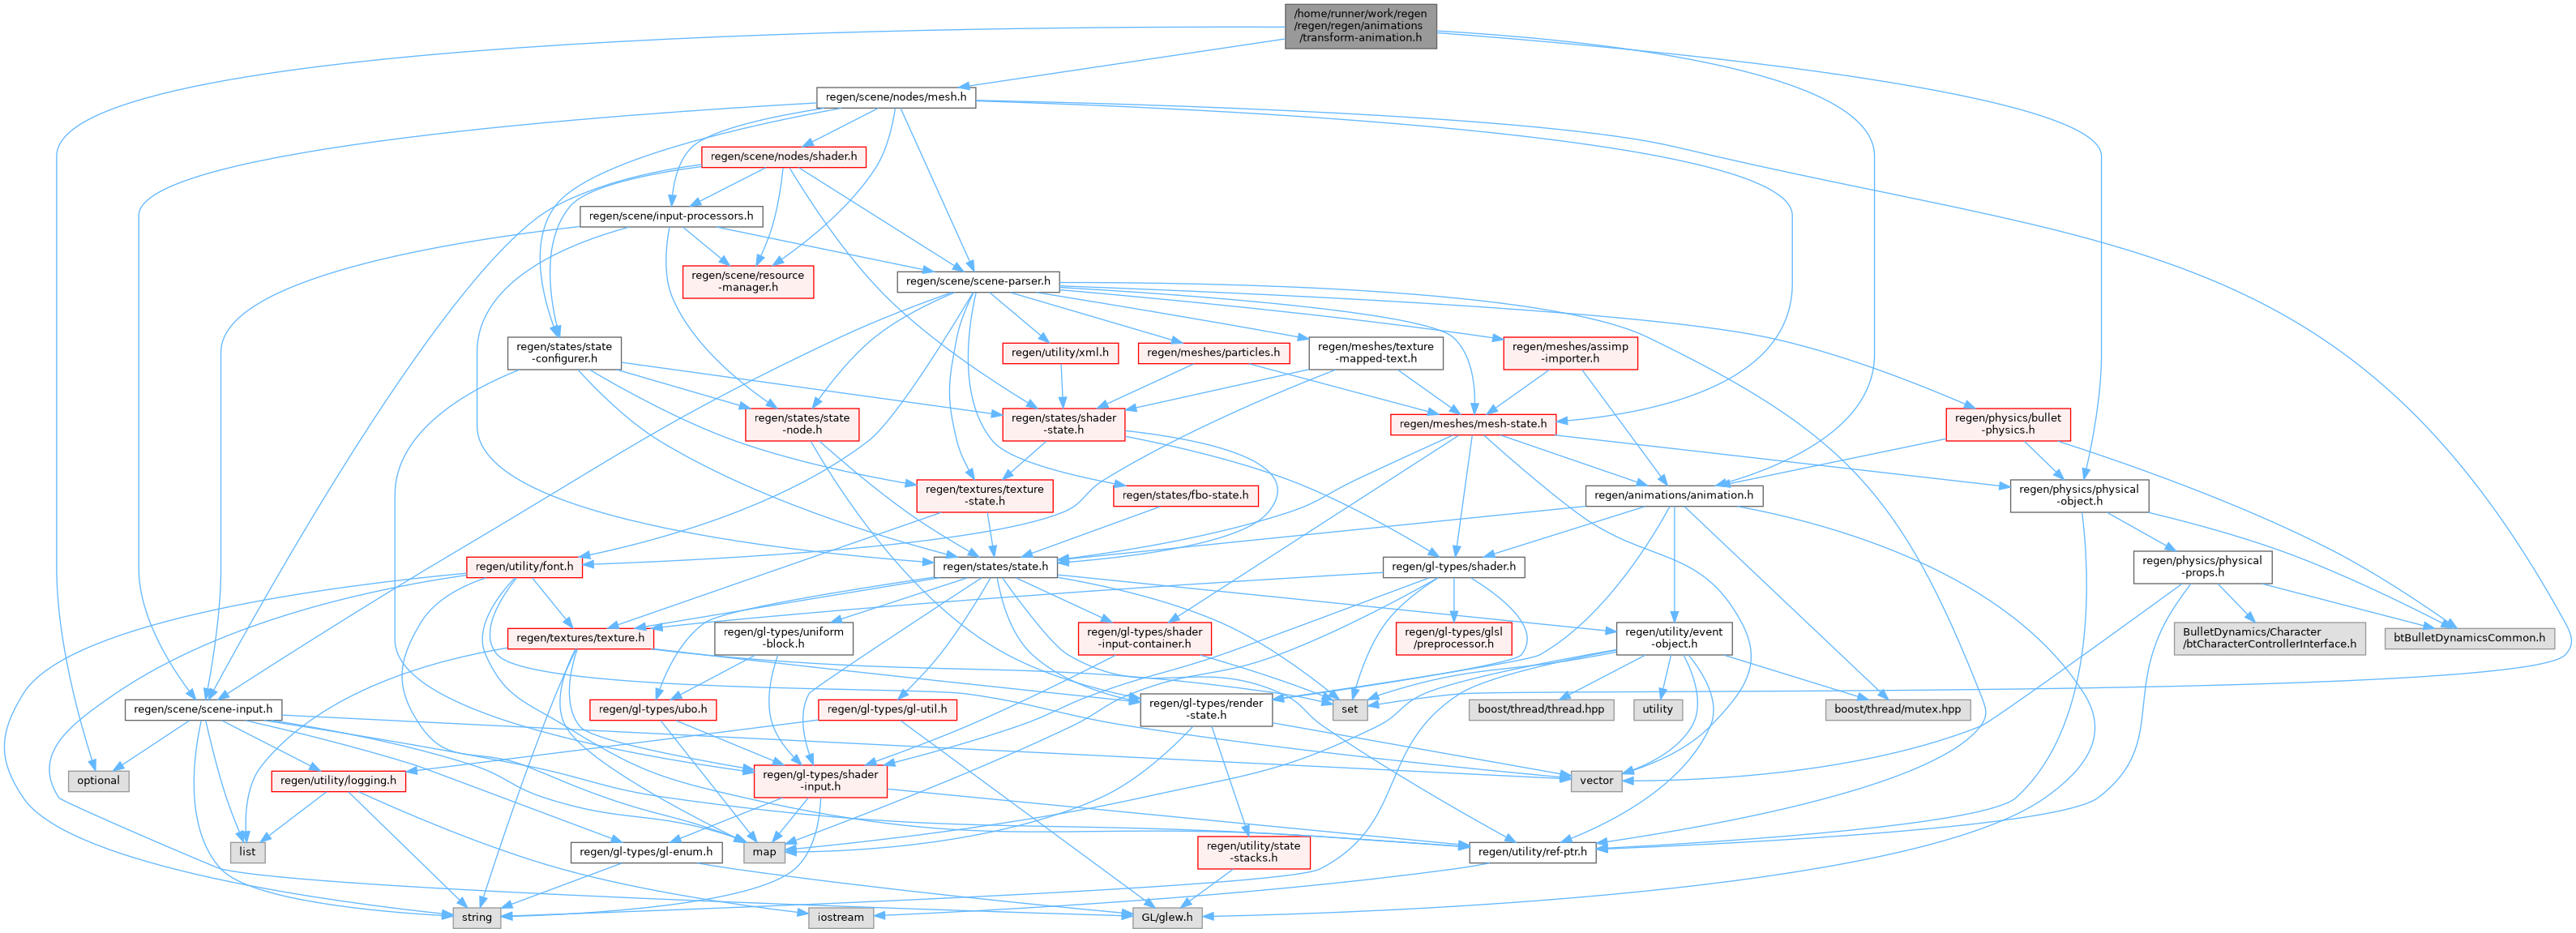 /home/runner/work/regen
/regen/regen/animations
/transform-animation.h
regen/scene/nodes/mesh.h
regen/scene/nodes/shader.h
regen/scene/input-processors.h
regen/scene/resource
-manager.h
regen/scene/scene-parser.h
regen/states/state
-configurer.h
regen/utility/xml.h
regen/meshes/particles.h
regen/meshes/texture
-mapped-text.h
regen/meshes/assimp
-importer.h
regen/states/state
-node.h
regen/states/shader
-state.h
regen/meshes/mesh-state.h
regen/physics/bullet
-physics.h
regen/textures/texture
-state.h
regen/states/fbo-state.h
regen/animations/animation.h
regen/physics/physical
-object.h
regen/utility/font.h
regen/states/state.h
regen/gl-types/shader.h
regen/physics/physical
-props.h
regen/textures/texture.h
regen/gl-types/uniform
-block.h
regen/gl-types/shader
-input-container.h
regen/gl-types/glsl
/preprocessor.h
regen/utility/event
-object.h
BulletDynamics/Character
/btCharacterControllerInterface.h
btBulletDynamicsCommon.h
regen/scene/scene-input.h
regen/gl-types/ubo.h
regen/gl-types/gl-util.h
regen/gl-types/render
-state.h
set
boost/thread/thread.hpp
utility
boost/thread/mutex.hpp
optional
regen/utility/logging.h
regen/gl-types/shader
-input.h
vector
list
regen/gl-types/gl-enum.h
map
regen/utility/state
-stacks.h
regen/utility/ref-ptr.h
string
iostream
GL/glew.h